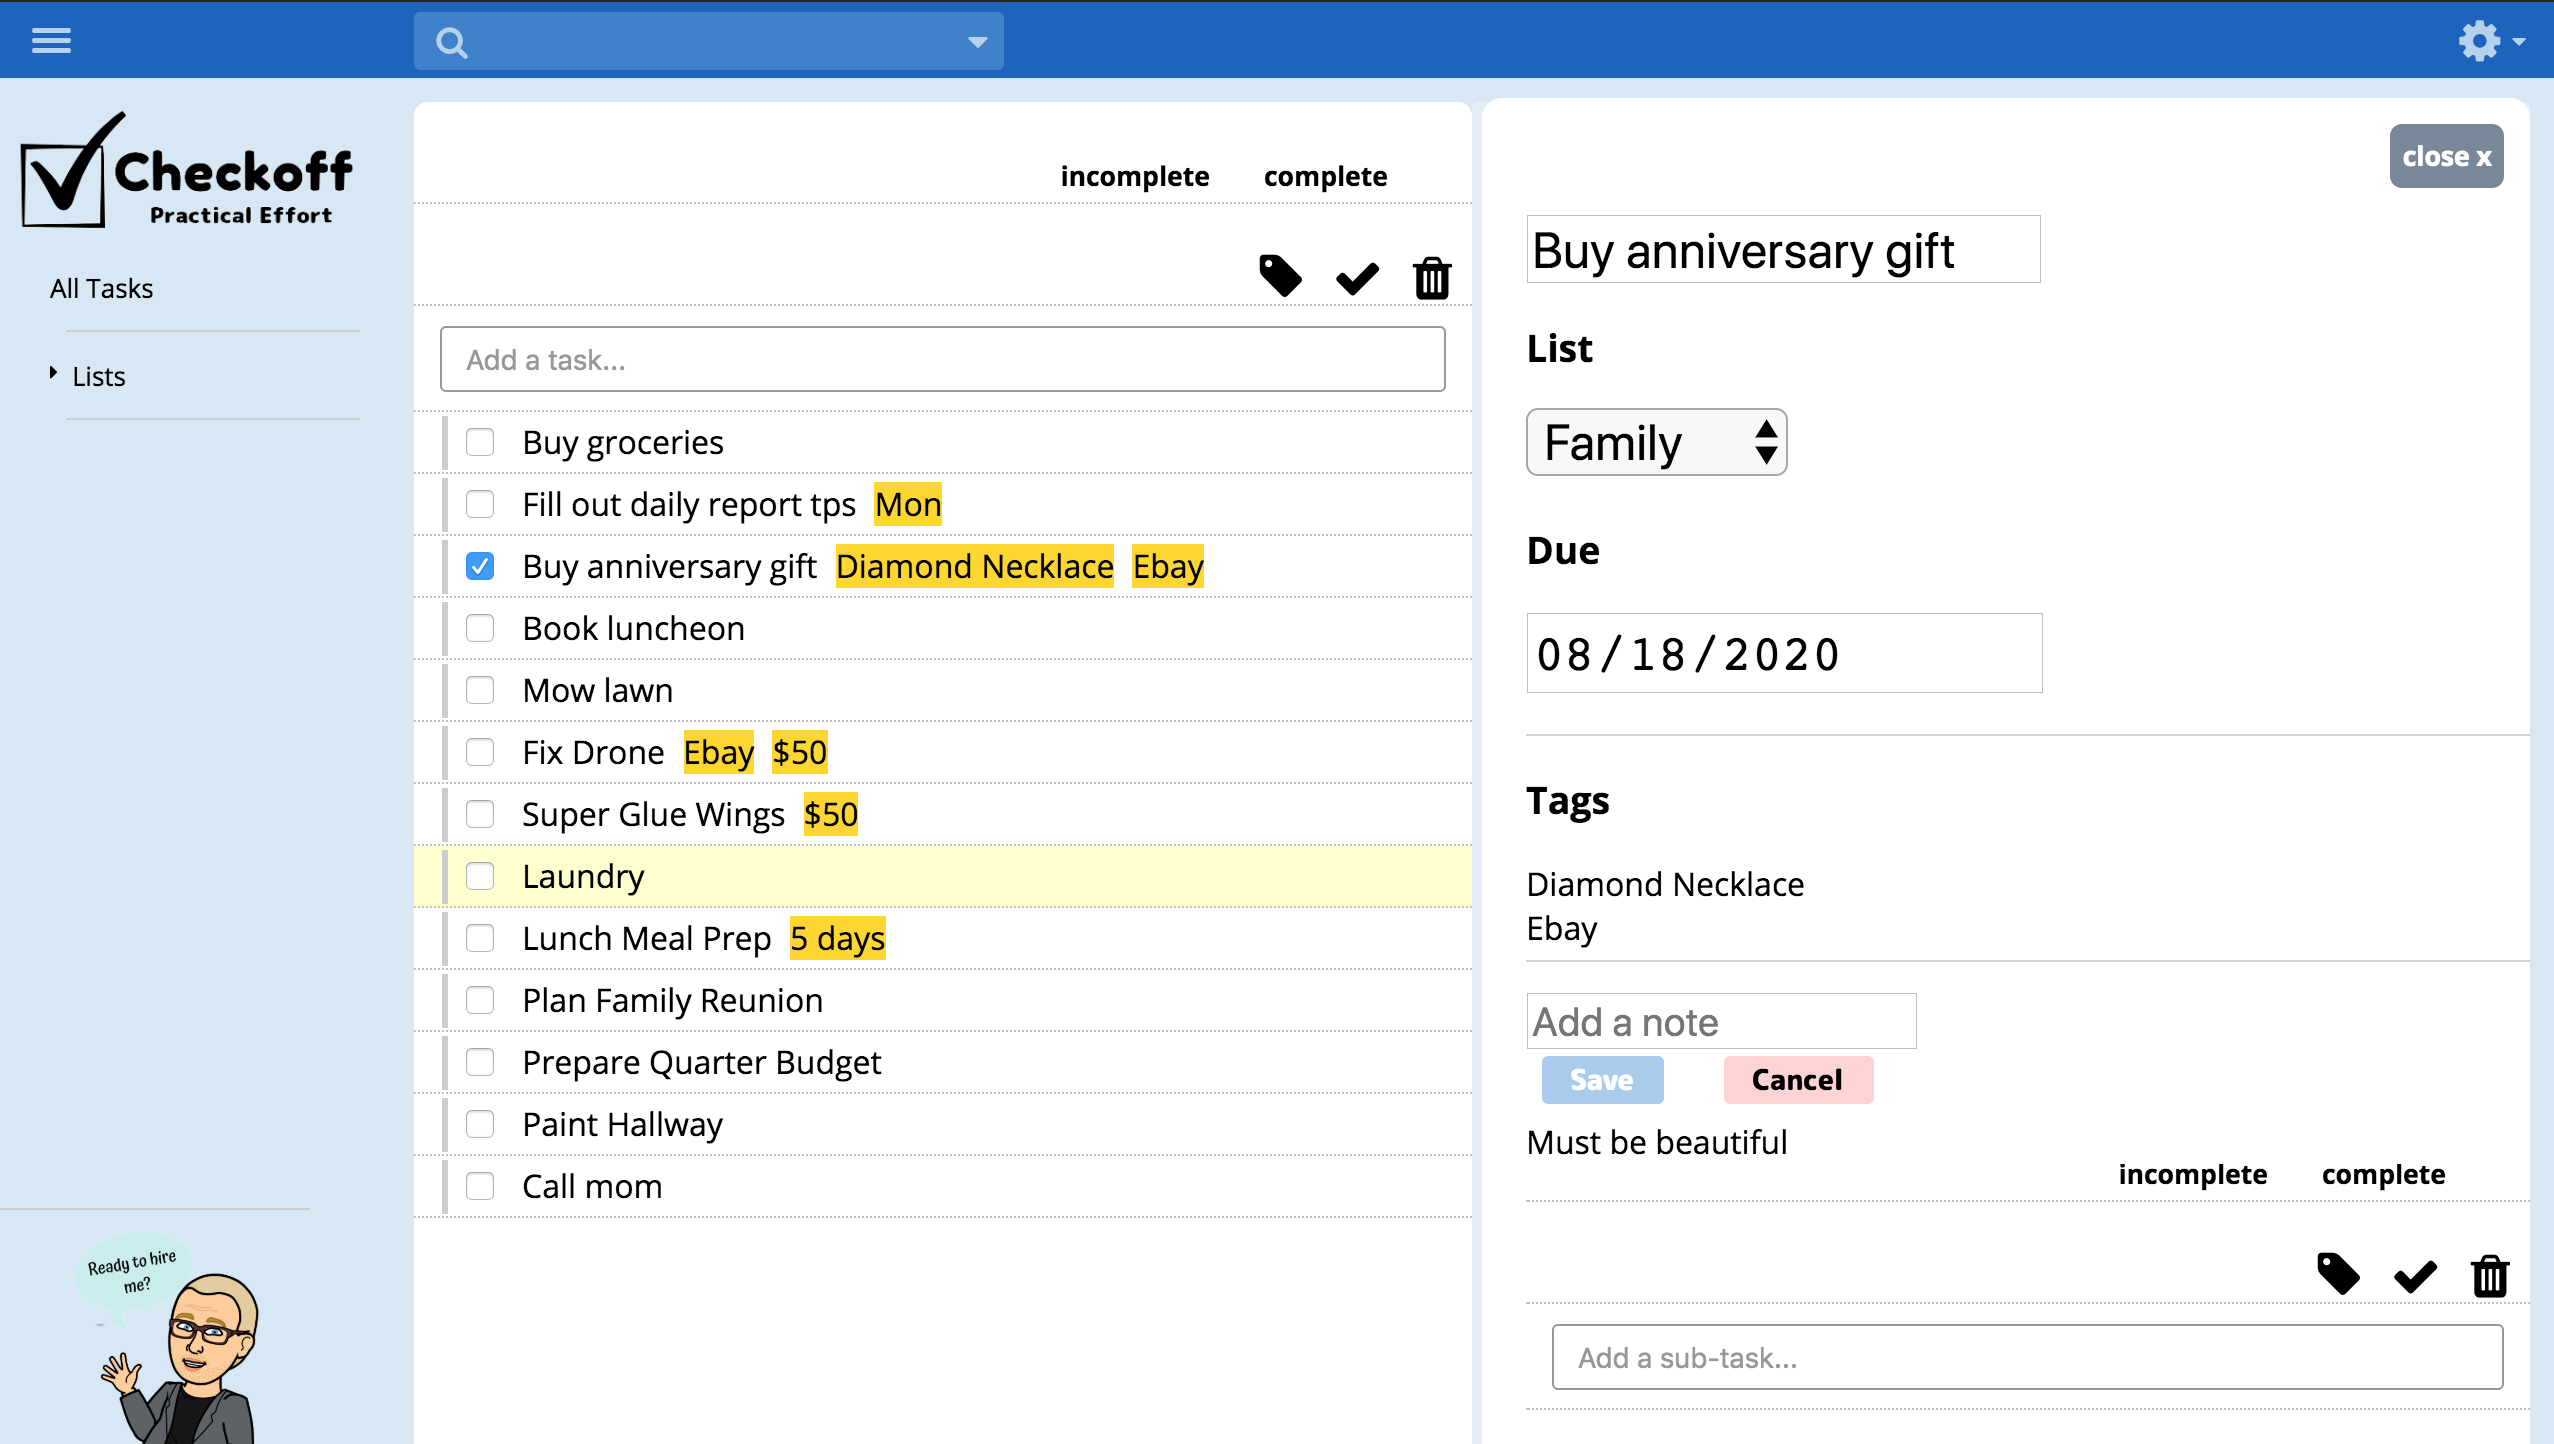 Checkoff
Practical Effort
All Tasks
Lists
Ready to hire
me?
incomplete complete
Add a task...
Buy groceries
Fill out daily report tps Mon
Buy anniversary gift Diamond Necklace Ebay
Book luncheon
Mow lawn
Fix Drone Ebay $50
Super Glue Wings $50
Laundry
Lunch Meal Prep 5 days
Plan Family Reunion
Prepare Quarter Budget
Paint Hallway
Call mom
close x
Buy anniversary gift
List
Family
Due
08/18/2020
Tags
Diamond Necklace
Ebay
Add a note
Save Cancel
Must be beautiful
incomplete complete
Add a sub-task...